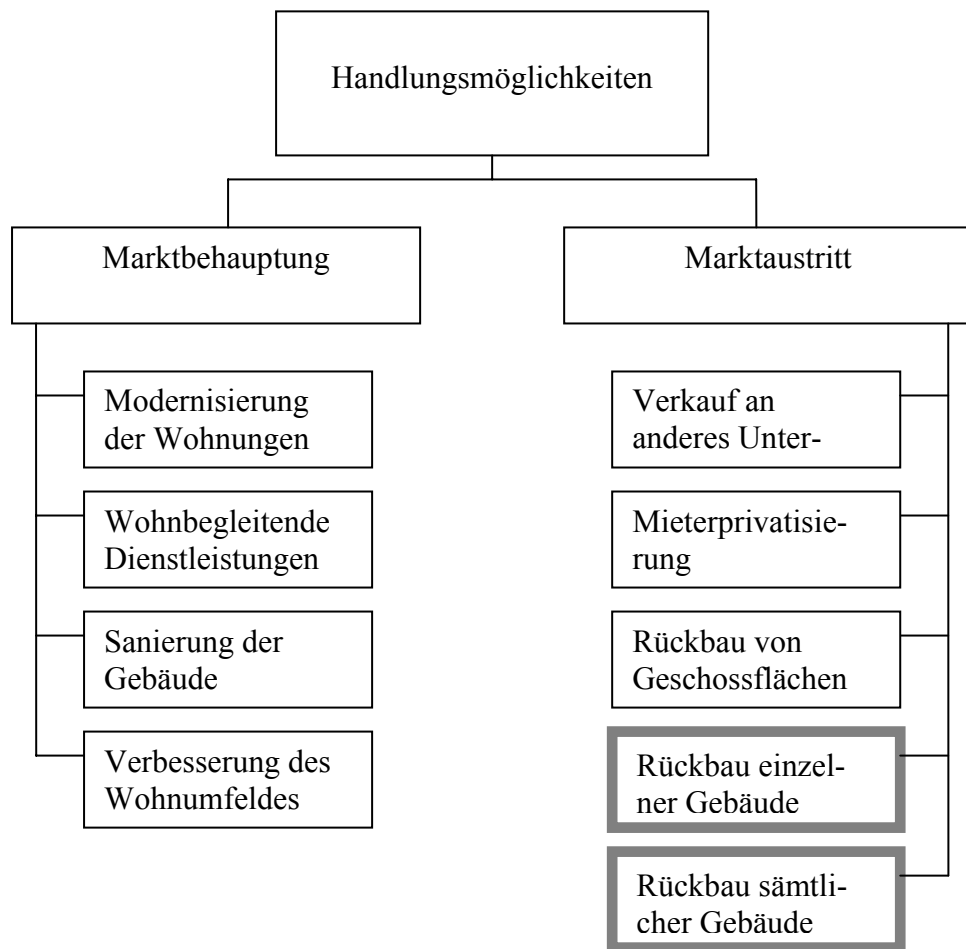 Handlungsmöglichkeiten
Marktbehauptung
Modernisierung
der Wohnungen
Wohnbegleitende
Dienstleistungen
Sanierung der
Gebäude
Verbesserung des
Wohnumfeldes
Marktaustritt
Verkauf an
anderes Unter-
Mieterprivatisie-
rung
Rückbau von
Geschossflächen
Rückbau einzel-
ner Gebäude
Rückbau sämtli-
cher Gebäude